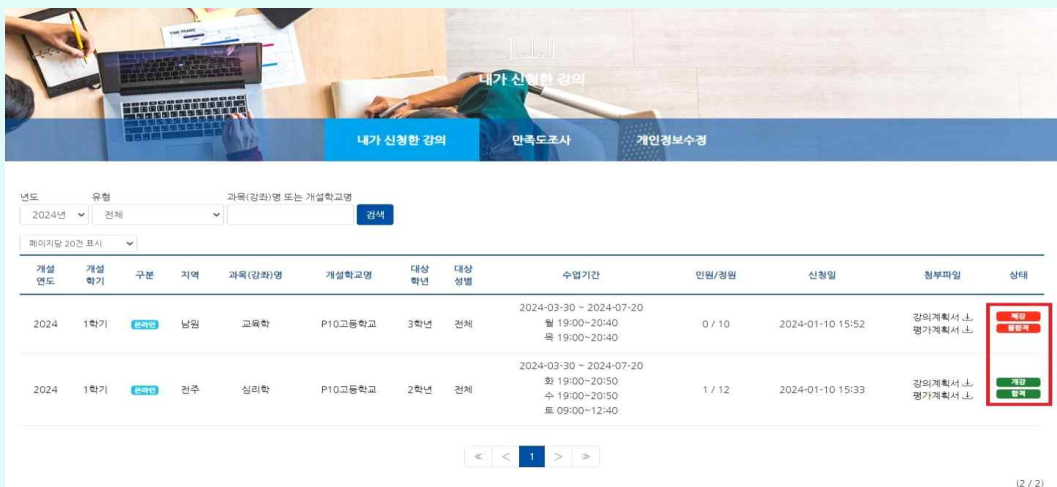 내가 신청한 강의
내가 신청한 강의 만족도조사 개인정보수정
년도 유형 과목(강좌)명 또는 개설학교명
2024년 전체 검색
페이지당 20건 표시
개설 연도 개설 학기 구분 지역 과목(강좌)명 개설학교명 대상 학년 대상 성별 수업기간 인원/정원 신청일 첨부파일 상태
2024-03-30 ~ 2024-07-20
2024 1학기 온라인 남원 교육학 P10고등학교 3학년 전체 월 19:00~20:40 0 / 10 2024-01-10 15:52 강의계획서 폐강
목 19:00~20:40 평가계획서 불합격
2024-03-30 ~ 2024-07-20
화 19:00~20:50
2024 1학기 온라인 전주 심리학 P10고등학교 2학년 전체 수 19:00~20:50 1 / 12 2024-01-10 15:33 강의계획서 개강
토 09:00~12:40 평가계획서 합격
« < 1 > »
(2 / 2)